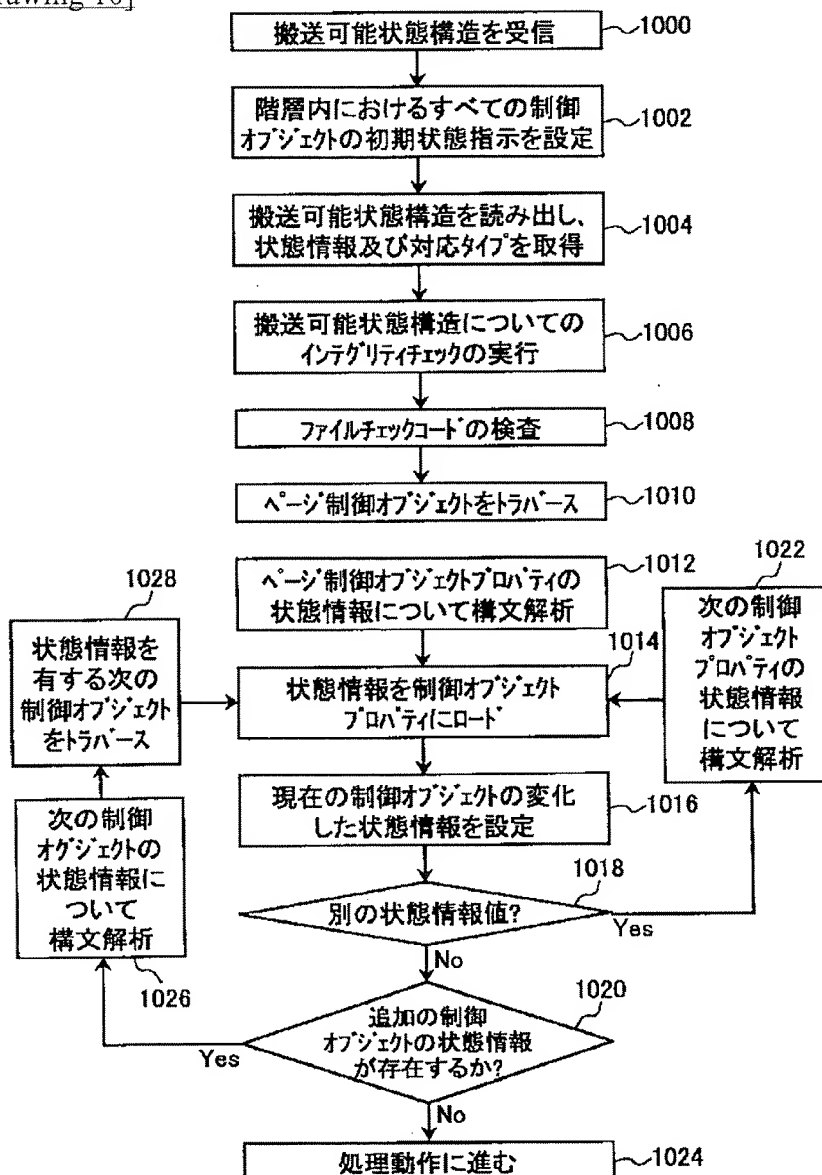 搬送可能状態構造を受信
1000
階層内におけるすべての制御
オブジェクトの初期状態指示を設定
1002
搬送可能状態構造を読み出し、
状態情報及び対応タイプを取得
1004
搬送可能状態構造についての
インテグリティチェックの実行
1006
ファイルチェックコードの検査
1008
ページ制御オブジェクトをトラバース
1010
1012
ページ制御オブジェクトプロパティの
状態情報について構文解析
1022
次の制御
オブジェクト
プロパティの
状態情報
について
構文解析
1028
状態情報を
有する次の
制御オブジェクト
をトラバース
1014
状態情報を制御オブジェクト
プロパティにロード
現在の制御オブジェクトの変化
した状態情報を設定
1016
次の制御
オグジェクトの
状態情報に
ついて
構文解析
1026
1018
別の状態情報値?
Yes
No
1020
追加の制御
オブジェクトの状態情報
が存在するか?
Yes
No
処理動作に進む
1024